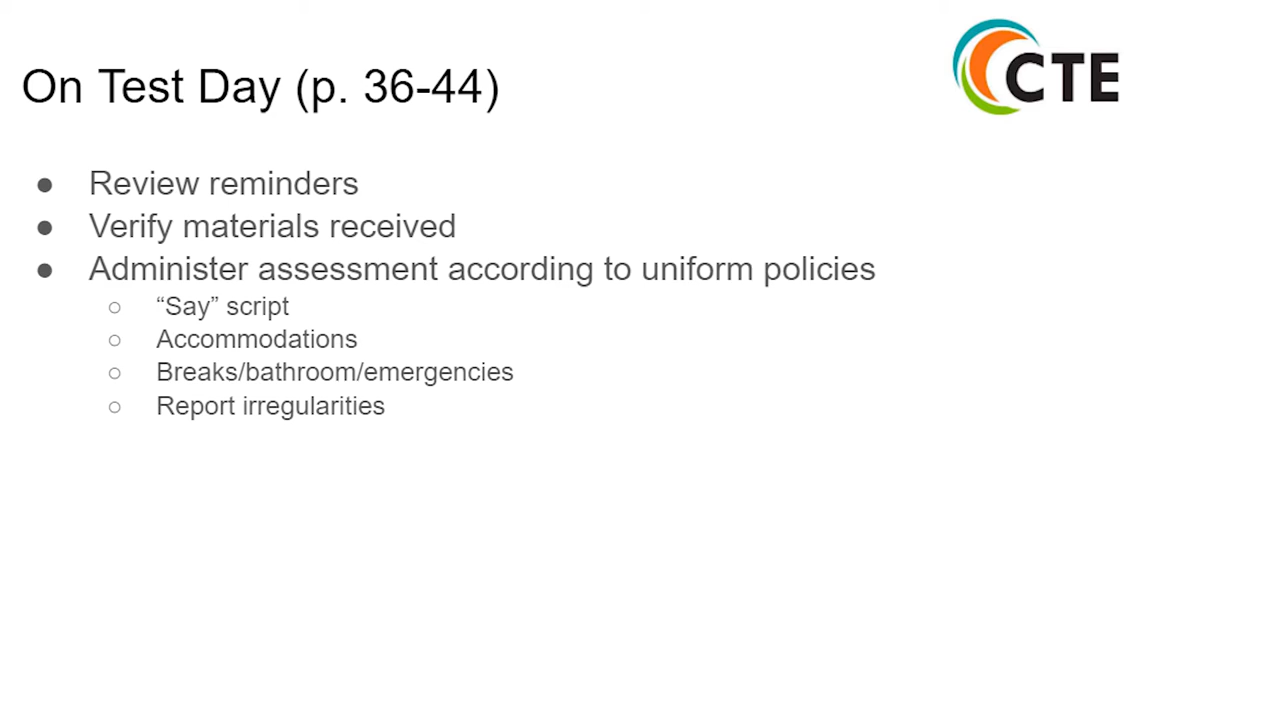 On Test Day (p. 36-44)
CTE
● Review reminders
● Verify materials received
● Administer assessment according to uniform policies
○ “Say” script
○ Accommodations
○ Breaks/bathroom/emergencies
○ Report irregularities